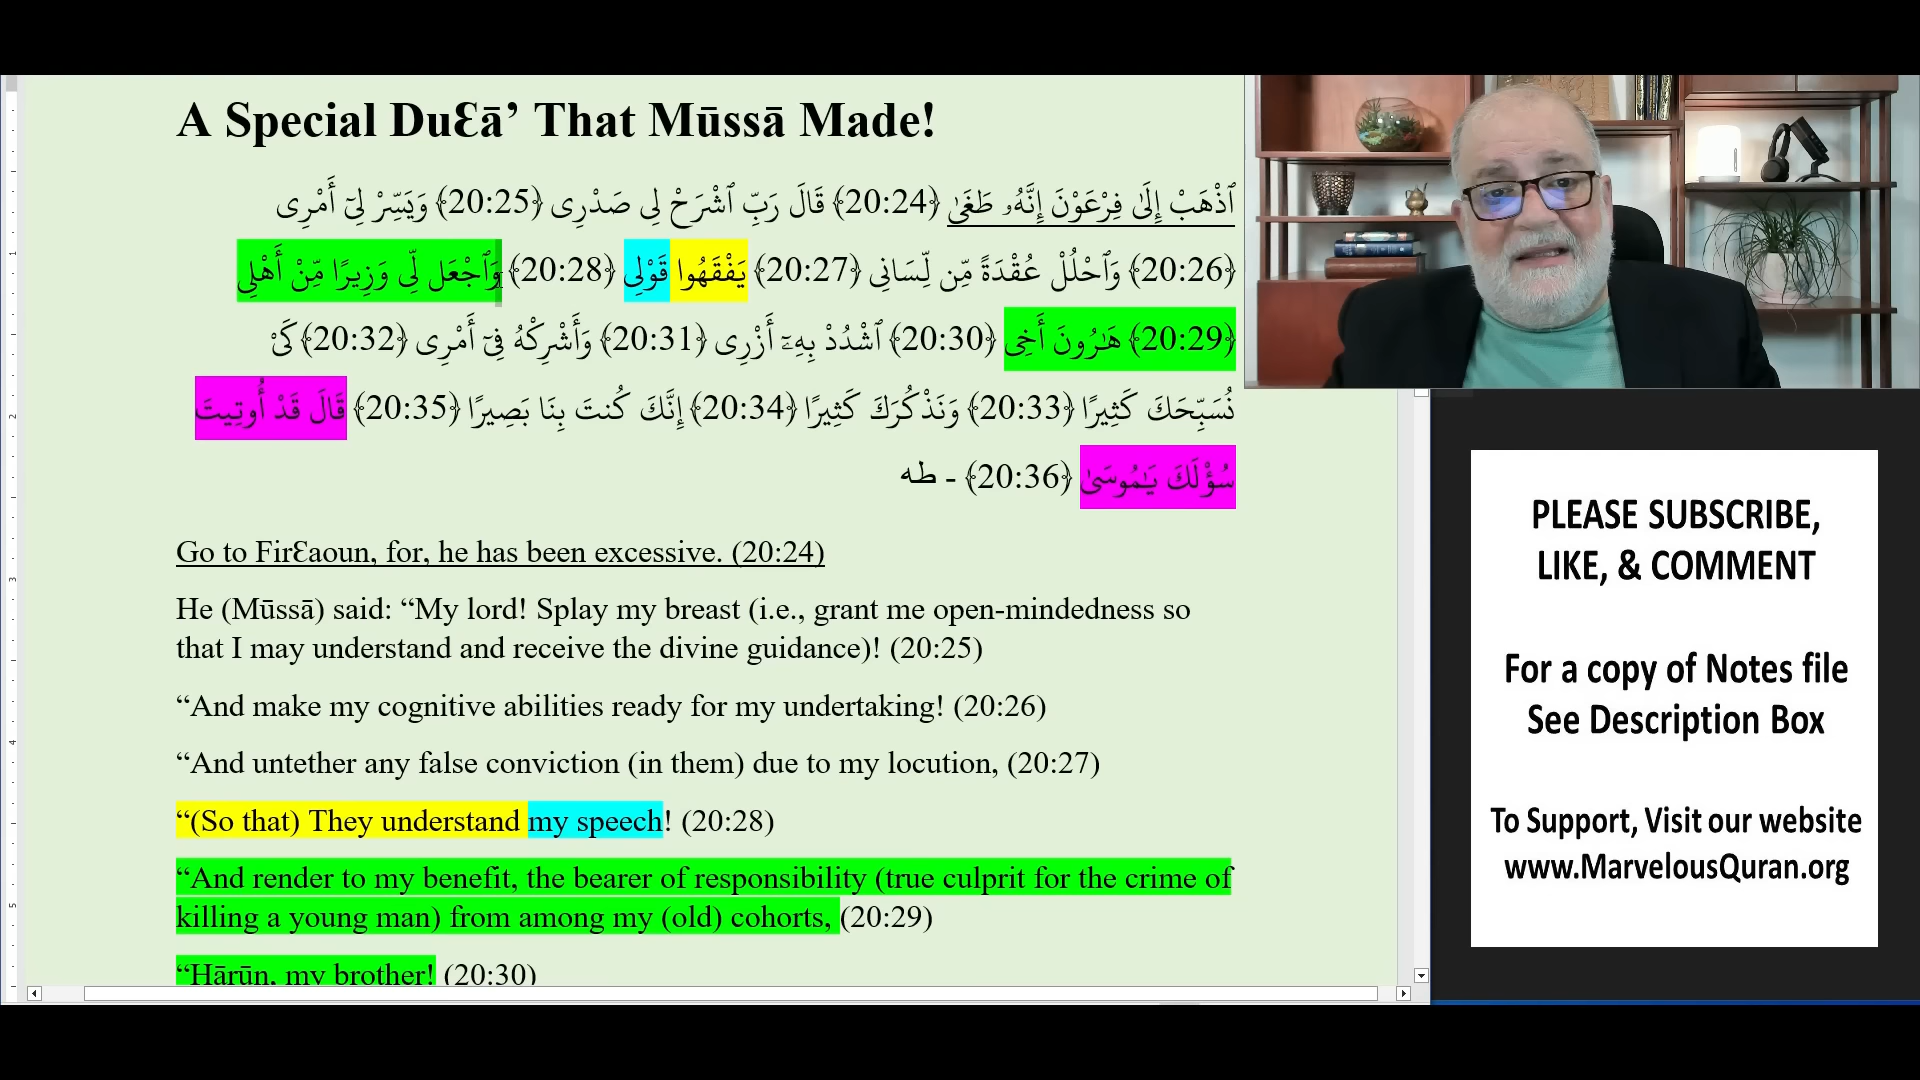 A Special DuƐā’ That Mūssā Made!
ٱذْهَبْ إِلَىٰ فِرْعَوْنَ إِنَّهُۥ طَغَىٰ ﴿20:24﴾ قَالَ رَبِّ ٱشْرَحْ لِى صَدْرِى ﴿20:25﴾ وَيَسِّرْ لِىٓ أَمْرِى
﴿20:26﴾ وَٱحْلُلْ عُقْدَةً مِّن لِّسَانِى ﴿20:27﴾ يَفْقَهُوا قَوْلِى ﴿20:28﴾ وَٱجْعَل لِّى وَزِيرًا مِّنْ أَهْلِى
﴿20:29﴾ هَٰرُونَ أَخِى ﴿20:30﴾ ٱشْدُدْ بِهِۦٓ أَزْرِى ﴿20:31﴾ وَأَشْرِكْهُ فِىٓ أَمْرِى ﴿20:32﴾ كَىْ
نُسَبِّحَكَ كَثِيرًا ﴿20:33﴾ وَنَذْكُرَكَ كَثِيرًا ﴿20:34﴾ إِنَّكَ كُنتَ بِنَا بَصِيرًا ﴿20:35﴾ قَالَ قَدْ أُوتِيتَ
سُؤْلَكَ يَٰمُوسَىٰ ﴿20:36﴾ - طه
Go to FirƐaoun, for, he has been excessive. (20:24)
He (Mūssā) said: “My lord! Splay my breast (i.e., grant me open-mindedness so
that I may understand and receive the divine guidance)! (20:25)
“And make my cognitive abilities ready for my undertaking! (20:26)
“And untether any false conviction (in them) due to my locution, (20:27)
“(So that) They understand my speech! (20:28)
“And render to my benefit, the bearer of responsibility (true culprit for the crime of
killing a young man) from among my (old) cohorts, (20:29)
“Hārūn, my brother! (20:30)
PLEASE SUBSCRIBE,
LIKE, & COMMENT
For a copy of Notes file
See Description Box
To Support, Visit our website
www.MarvelousQuran.org